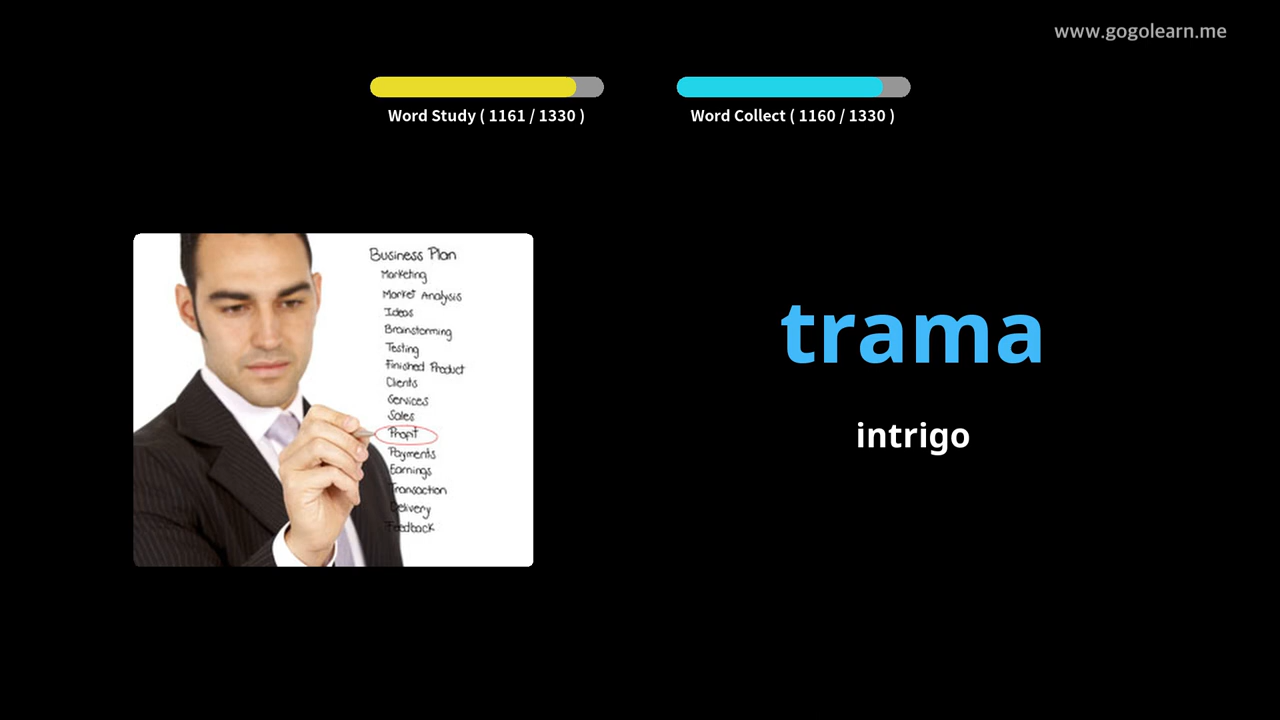 www.gogolearn.me
Word Study ( 1161 / 1330 )
Word Collect ( 1160 / 1330 )
Business Plan
Marketing
Market Analysis
Ideas
Brainstorming
Testing
Finished Product
Clients
Services
Sales
Profit
Payments
Earnings
Transaction
Delivery
Feedback
trama
intrigo